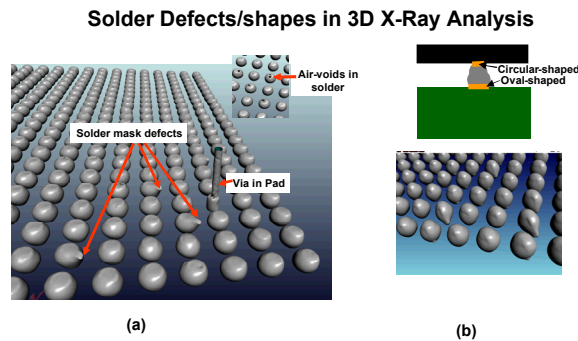 Solder Defects/shapes in 3D X-Ray Analysis
Air-voids in
solder
Solder mask defects
Via in Pad
Circular-shaped
Oval-shaped
(a)
(b)